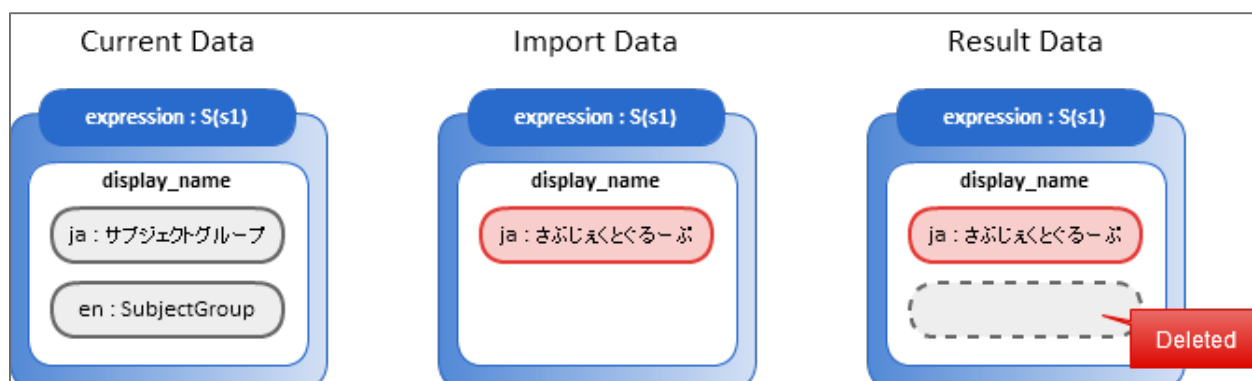 Current Data
Import Data
Result Data
expression : S(s1)
expression : S(s1)
expression : S(s1)
display_name
display_name
display_name
ja : サブジェクトグループ
ja : さぶじぇくとぐるーぷ
ja : さぶじぇくとぐるーぷ
en : SubjectGroup
Deleted